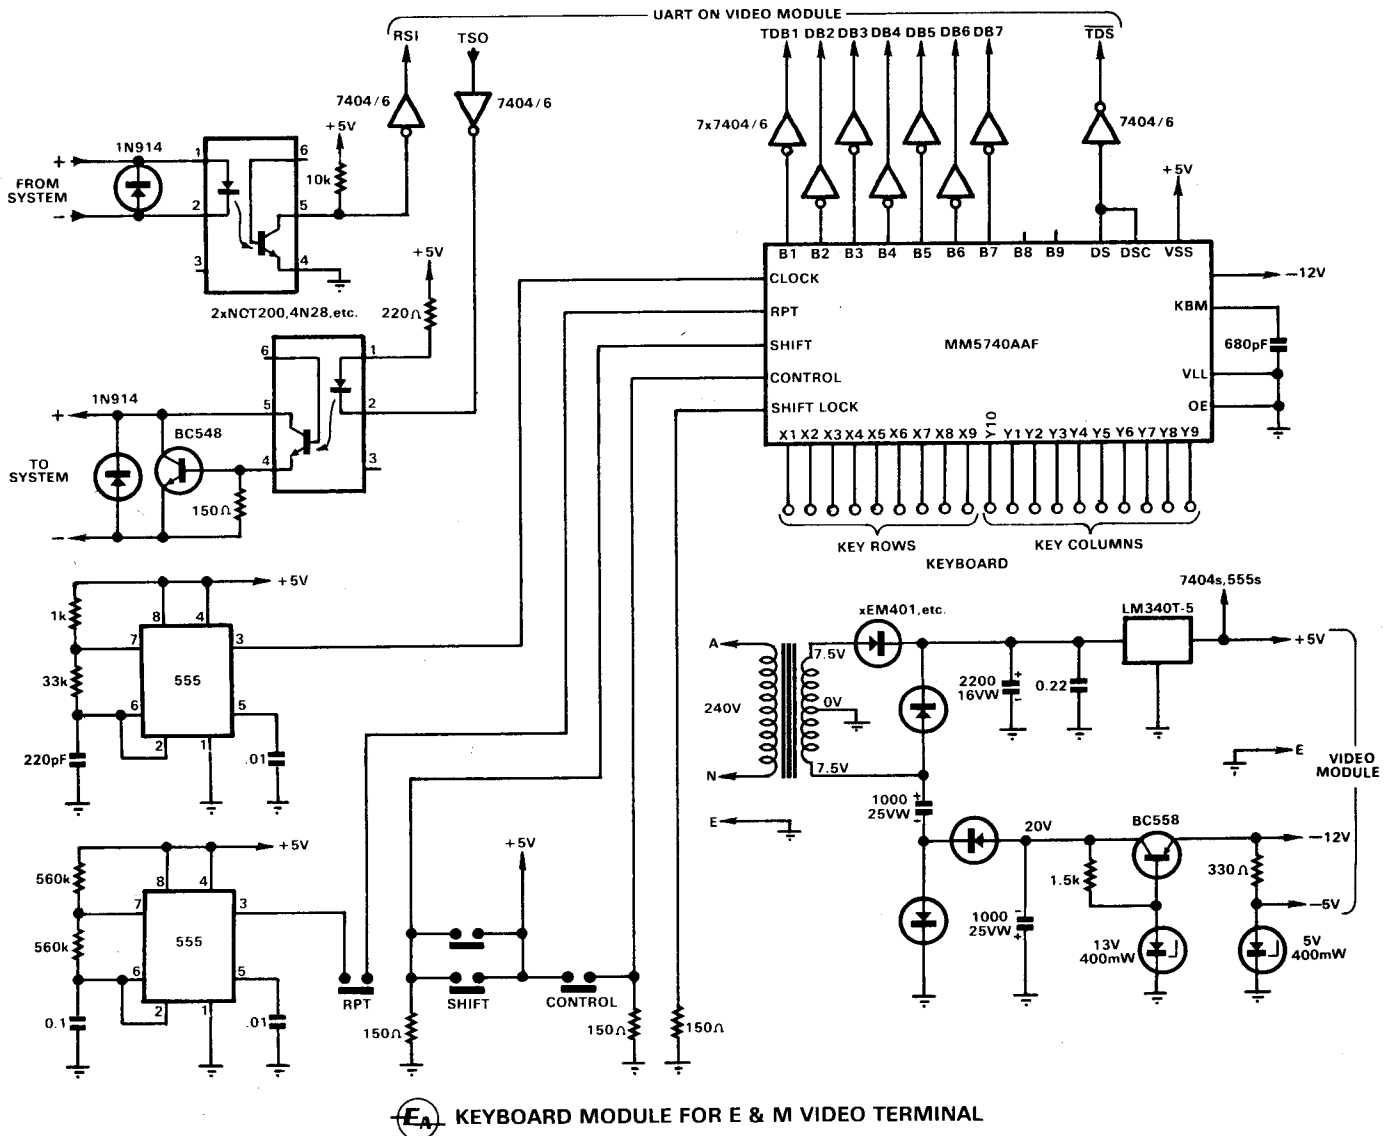 UART ON VIDEO MODULE
RSI
TSO
TDB1 DB2 DB3 DB4 DB5 DB6 DB7
TDS
7404/6
7404/6
7x7404/6
7404/6
+5V
1N914
+
FROM
SYSTEM
−
1
2
3
6
5
4
+5V
10k
2xNCT200,4N28,etc.
+5V
220Ω
6
5
4
1
2
3
1N914
+
BC548
TO
SYSTEM
150Ω
−
B1 B2 B3 B4 B5 B6 B7 B8 B9 DS DSC VSS
CLOCK
RPT
SHIFT
CONTROL
SHIFT LOCK
MM5740AAF
−12V
KBM
680pF
VLL
OE
X1 X2 X3 X4 X5 X6 X7 X8 X9 Y10 Y1 Y2 Y3 Y4 Y5 Y6 Y7 Y8 Y9
KEY ROWS
KEY COLUMNS
KEYBOARD
+5V
1k
8
4
7
3
33k
555
6
5
2
1
220pF
.01
+5V
560k
8
4
7
3
560k
555
6
5
2
1
0.1
.01
RPT
+5V
SHIFT
CONTROL
150Ω
150Ω
150Ω
xEM401,etc.
7404s,555s
LM340T-5
A
7.5V
+5V
240V
0V
2200
16VW
+
−
0.22
N
7.5V
E
VIDEO
MODULE
E
1000
25VW
+
−
20V
BC558
−12V
1.5k
330Ω
−5V
1000
25VW
−
+
13V
400mW
5V
400mW
EA
KEYBOARD MODULE FOR E & M VIDEO TERMINAL